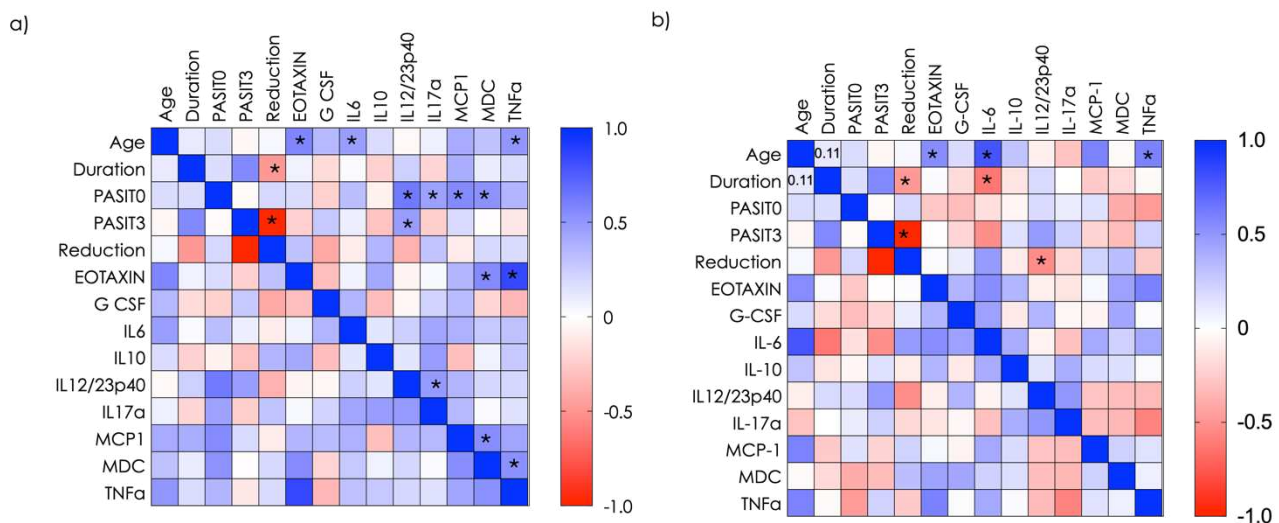 a)
Age
Duration
PASIT0
PASIT3
Reduction
EOTAXIN
G CSF
IL6
IL10
IL12/23p40
IL17a
MCP1
MDC
TNFa
Age
* * *
Duration
*
PASIT0
* * * *
PASIT3
* *
Reduction
EOTAXIN
* *
G CSF
IL6
IL10
IL12/23p40
*
IL17a
MCP1
*
MDC
*
TNFa
1.0
0.5
0
-0.5
-1.0
b)
Age
Duration
PASIT0
PASIT3
Reduction
EOTAXIN
G-CSF
IL-6
IL-10
IL12/23p40
IL-17a
MCP-1
MDC
TNFa
Age
0.11 * * *
Duration
0.11 * *
PASIT0
PASIT3
*
Reduction
*
EOTAXIN
G-CSF
IL-6
IL-10
IL12/23p40
IL-17a
MCP-1
MDC
TNFa
1.0
0.5
0
-0.5
-1.0